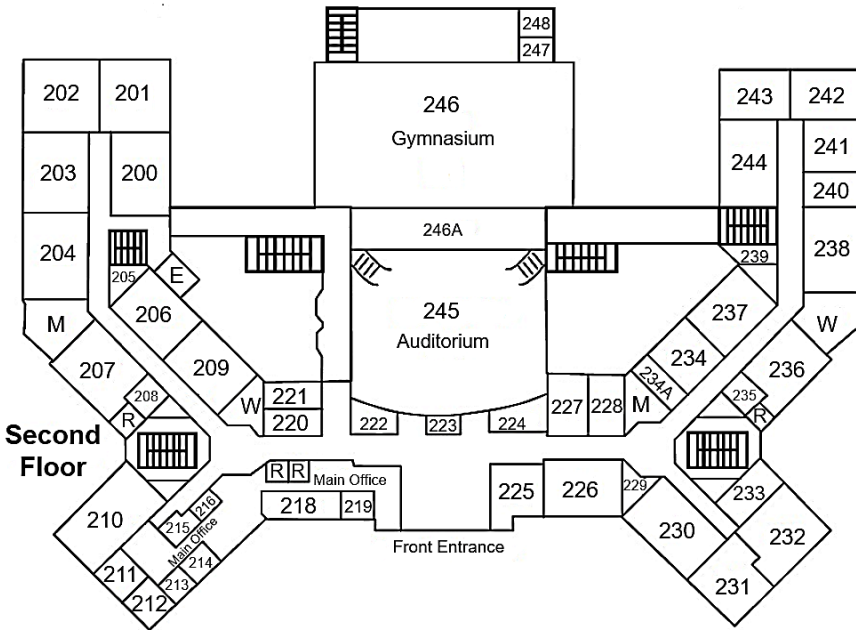 248
247
202
201
243
242
246
Gymnasium
203
200
244
241
240
204
246A
238
205
E
239
206
245
Auditorium
237
M
W
207
209
234
236
208
221
234A
235
R
W
220
222
223
224
227
228
M
R
Second
Floor
R
R
Main Office
210
216
218
219
225
226
229
233
215
Main Office
230
232
211
214
213
Front Entrance
212
231